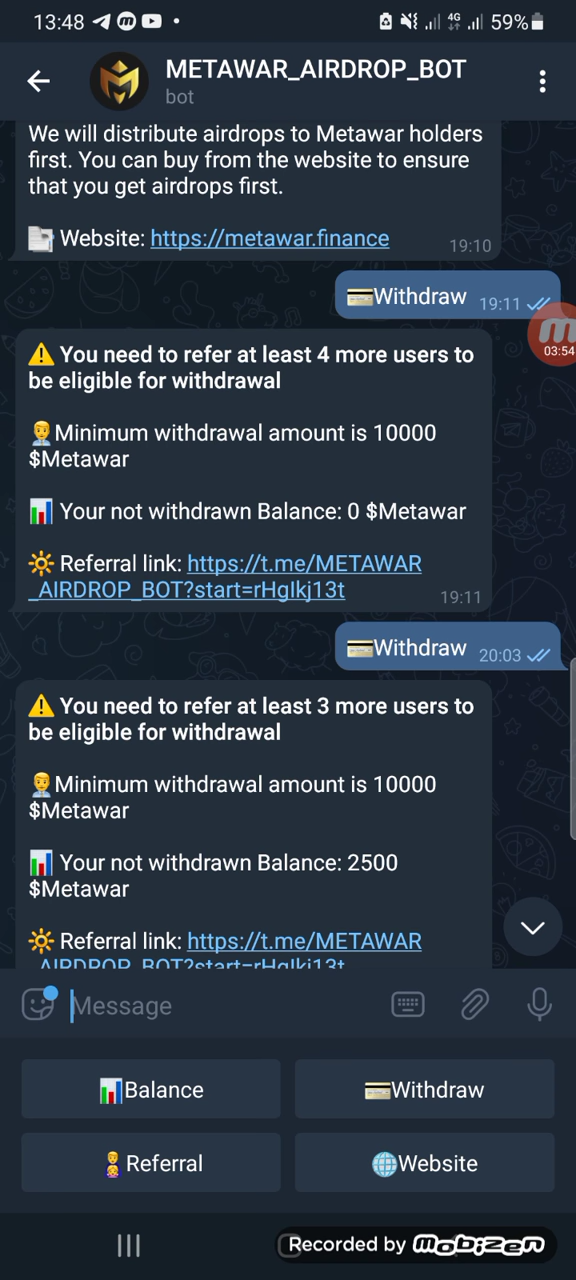 13:48
4G
59%
METAWAR_AIRDROP_BOT
bot
We will distribute airdrops to Metawar holders
first. You can buy from the website to ensure
that you get airdrops first.
Website: https://metawar.finance
19:10
Withdraw 19:11
03:54
You need to refer at least 4 more users to
be eligible for withdrawal
Minimum withdrawal amount is 10000
$Metawar
Your not withdrawn Balance: 0 $Metawar
Referral link: https://t.me/METAWAR
_AIRDROP_BOT?start=rHglkj13t
19:11
Withdraw 20:03
You need to refer at least 3 more users to
be eligible for withdrawal
Minimum withdrawal amount is 10000
$Metawar
Your not withdrawn Balance: 2500
$Metawar
Referral link: https://t.me/METAWAR
_AIRDROP_BOT?start=rHglkj13t
Message
Balance
Withdraw
Referral
Website
Recorded by mobizen